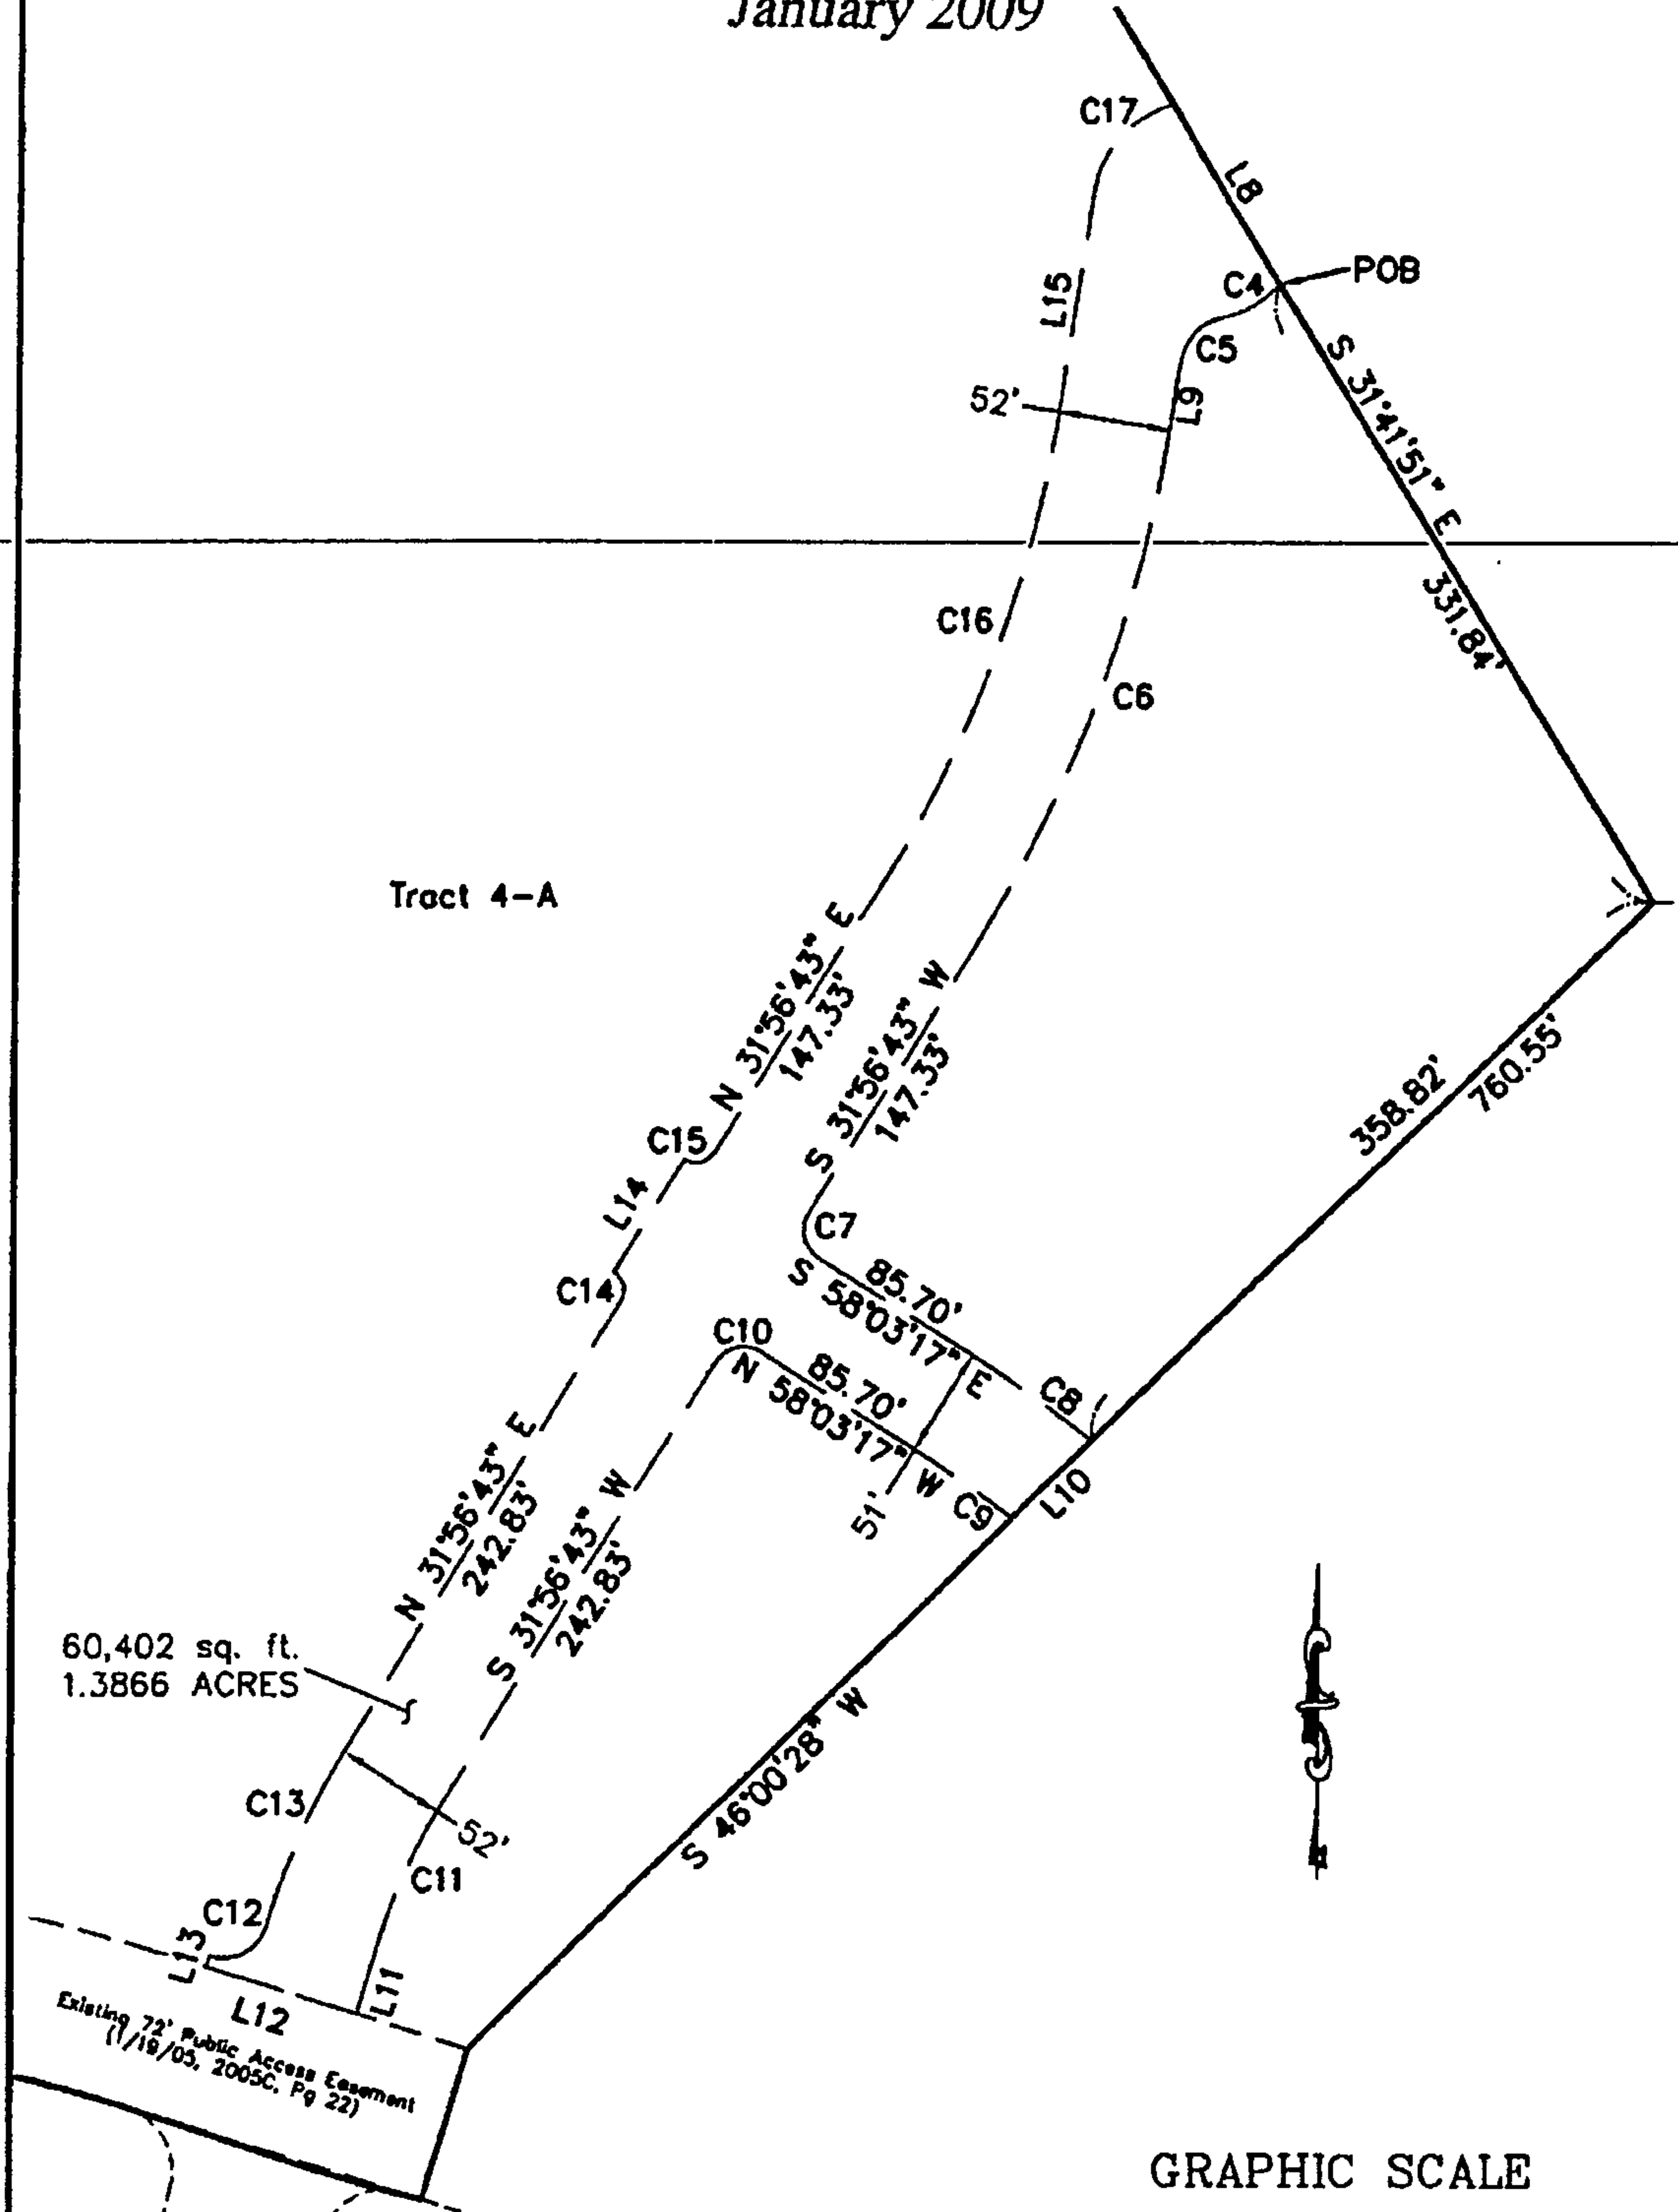 January 2009
C17
L8
POB
C4
L15
C5
52'
L9
S 31°41'51" E
331.84'
C16
C6
Tract 4-A
N 31°56'43" E
147.33'
S 31°56'43" W
147.33'
358.82'
760.55'
C15
L14
C7
85.70'
S 58°03'17" E
C14
C10
85.70'
N 58°03'17" W
C8
L10
C9
51'
N 31°56'43" E
242.83'
S 31°56'43" W
242.83'
60,402 sq. ft.
1.3866 ACRES
S 46°00'28" W
C13
52'
C11
C12
L13
L11
L12
Existing 72' Public Access Easement
(1/19/05, 2005C, Pg 22)
GRAPHIC SCALE